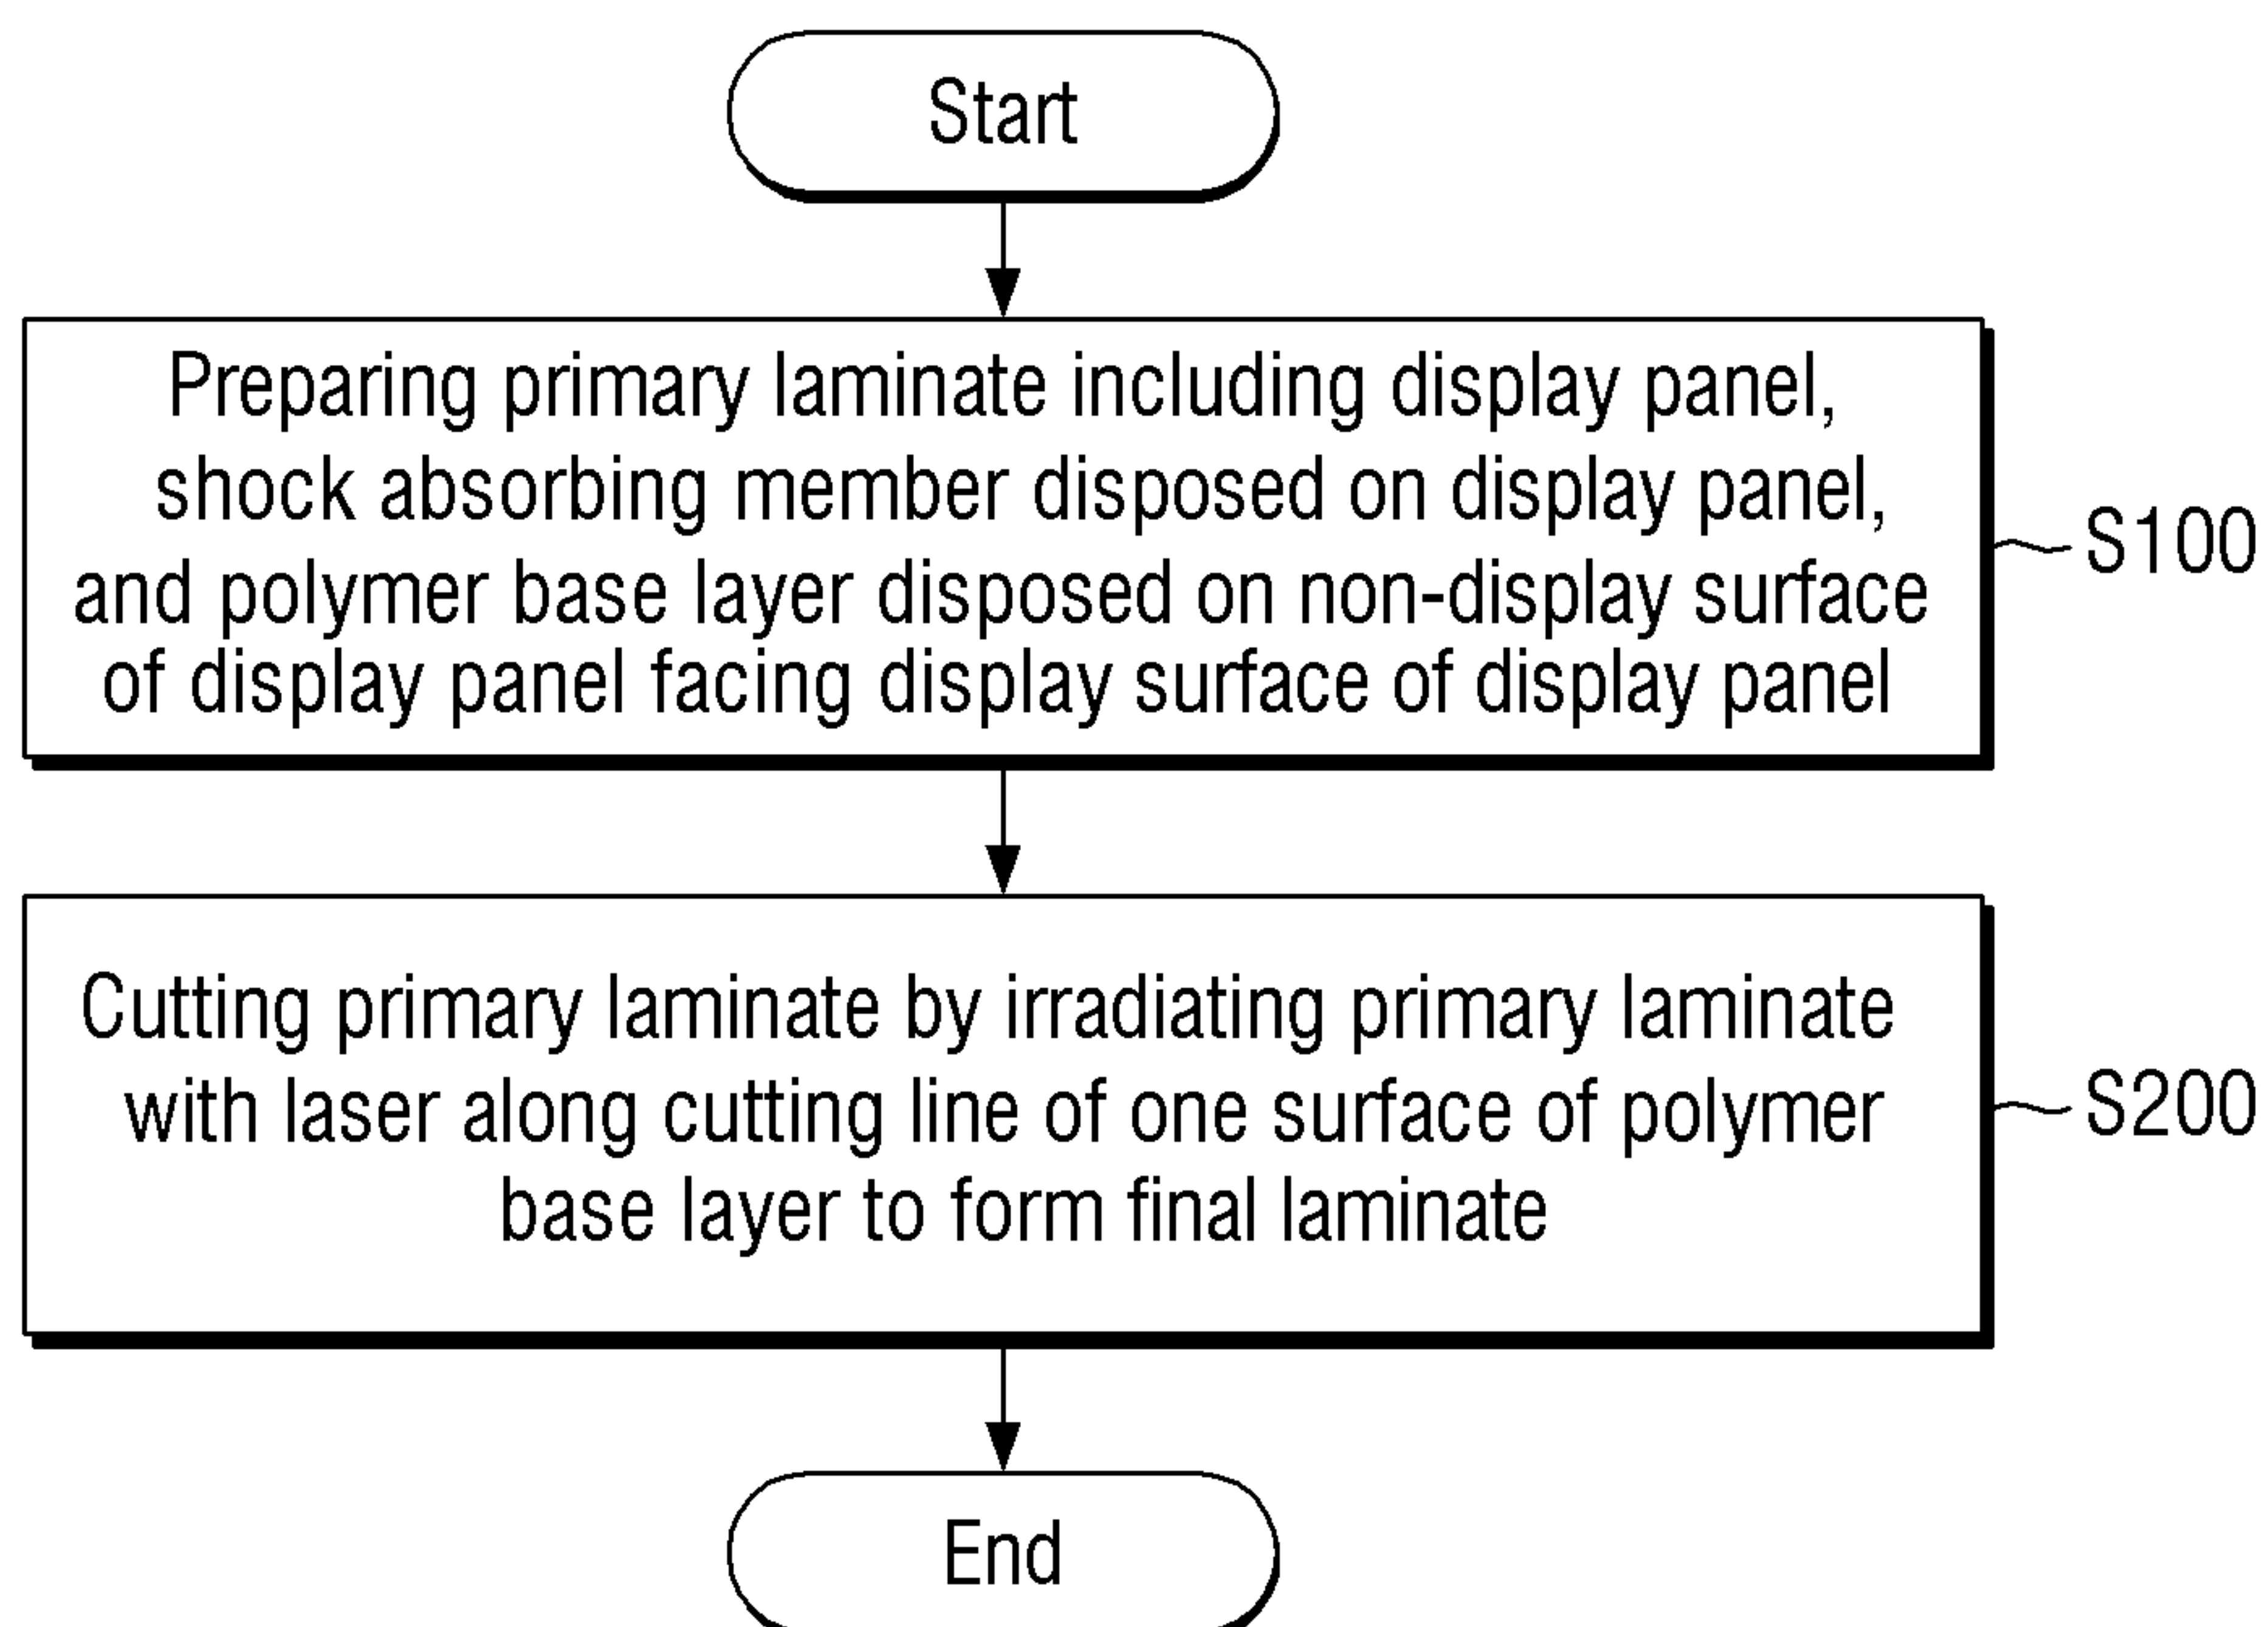 Start
Preparing primary laminate including display panel,
shock absorbing member disposed on display panel,
and polymer base layer disposed on non-display surface
of display panel facing display surface of display panel
S100
Cutting primary laminate by irradiating primary laminate
with laser along cutting line of one surface of polymer
base layer to form final laminate
S200
End